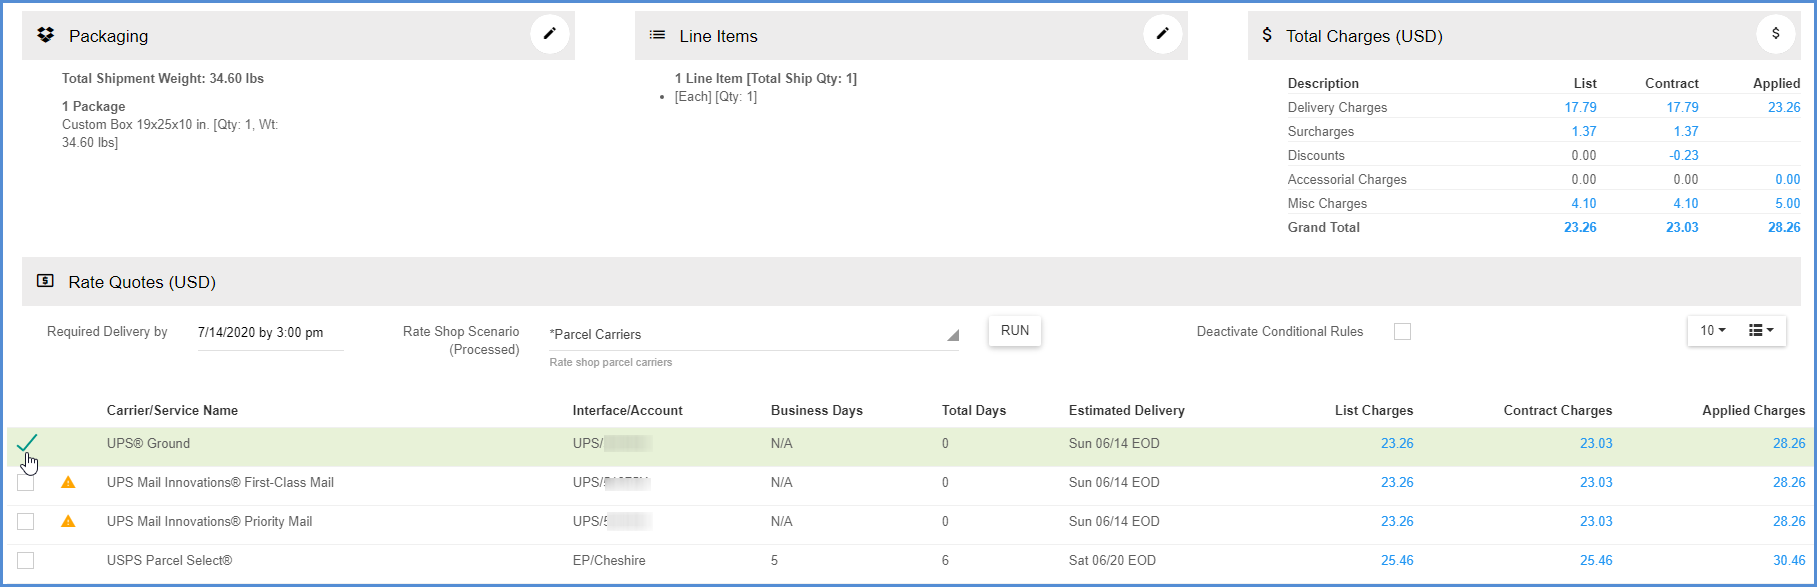 Packaging
Total Shipment Weight: 34.60 lbs
1 Package
Custom Box 19x25x10 in. [Qty: 1, Wt:
34.60 lbs]
Line Items
1 Line Item [Total Ship Qty: 1]
• [Each] [Qty: 1]
$ Total Charges (USD) $
Description List Contract Applied
Delivery Charges 17.79 17.79 23.26
Surcharges 1.37 1.37
Discounts 0.00 -0.23
Accessorial Charges 0.00 0.00 0.00
Misc Charges 4.10 4.10 5.00
Grand Total 23.26 23.03 28.26
Rate Quotes (USD)
Required Delivery by 7/14/2020 by 3:00 pm
Rate Shop Scenario
(Processed)
*Parcel Carriers
Rate shop parcel carriers
RUN
Deactivate Conditional Rules
10
Carrier/Service Name Interface/Account Business Days Total Days Estimated Delivery List Charges Contract Charges Applied Charges
UPS® Ground UPS/ N/A 0 Sun 06/14 EOD 23.26 23.03 28.26
UPS Mail Innovations® First-Class Mail UPS/ N/A 0 Sun 06/14 EOD 23.26 23.03 28.26
UPS Mail Innovations® Priority Mail UPS/ N/A 0 Sun 06/14 EOD 23.26 23.03 28.26
USPS Parcel Select® EP/Cheshire 5 6 Sat 06/20 EOD 25.46 25.46 30.46